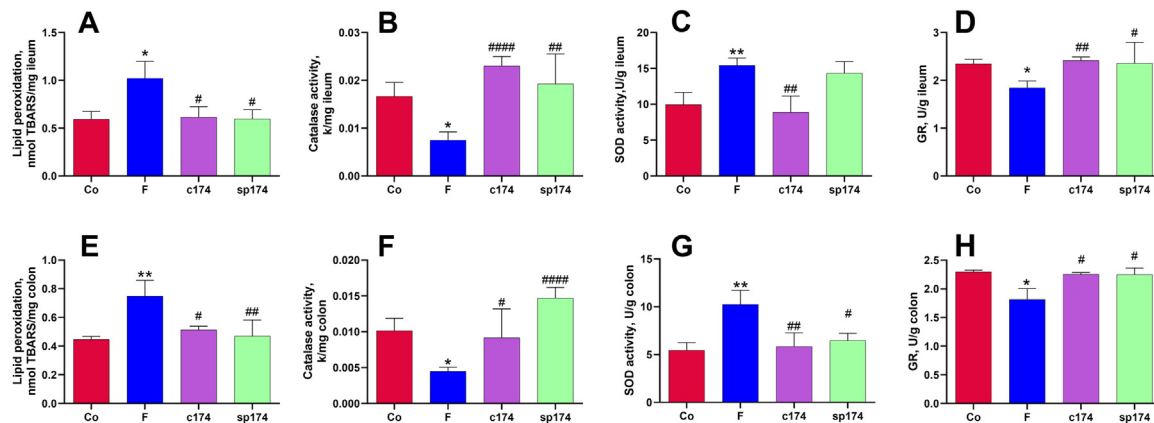 A
Lipid peroxidation,
nmol TBARS/mg ileum
1.5
1.0
0.5
0.0
*
#
#
Co F c174 sp174
B
Catalase activity,
k/mg ileum
0.03
0.02
0.01
0.00
*
####
##
Co F c174 sp174
C
SOD activity,U/g ileum
20
15
10
5
0
**
##
Co F c174 sp174
D
GR, U/g ileum
3
2
1
0
*
##
#
Co F c174 sp174
E
Lipid peroxidation,
nmol TBARS/mg colon
1.0
0.8
0.6
0.4
0.2
0.0
**
#
##
Co F c174 sp174
F
Catalase activity,
k/mg colon
0.020
0.015
0.010
0.005
0.000
*
#
####
Co F c174 sp174
G
SOD activity, U/g colon
15
10
5
0
**
##
#
Co F c174 sp174
H
GR, U/g colon
2.5
2.0
1.5
1.0
0.5
0.0
*
#
#
Co F c174 sp174